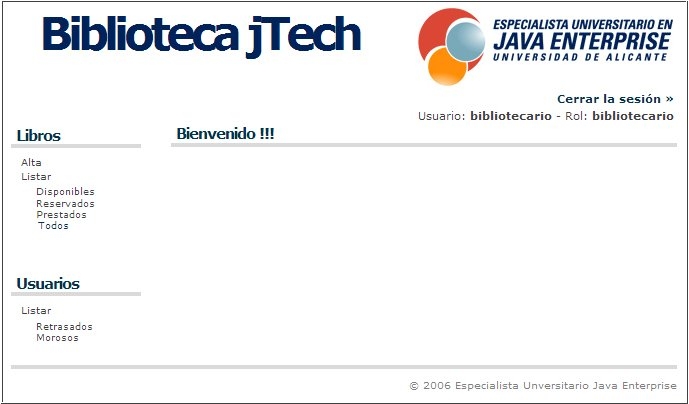 Biblioteca jTech
ESPECIALISTA UNIVERSITARIO EN
JAVA ENTERPRISE
UNIVERSIDAD DE ALICANTE
Cerrar la sesión »
Usuario: bibliotecario - Rol: bibliotecario
Libros
Alta
Listar
Disponibles
Reservados
Prestados
Todos
Usuarios
Listar
Retrasados
Morosos
Bienvenido !!!
© 2006 Especialista Unversitario Java Enterprise